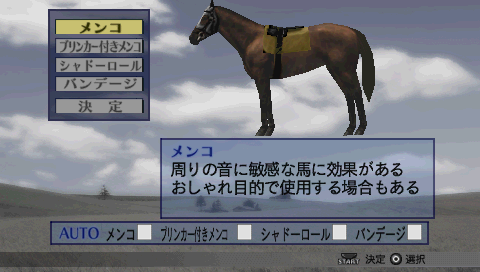 メンコ
ブリンカー付きメンコ
シャドーロール
バンデージ
決定
メンコ
周りの音に敏感な馬に効果がある
おしゃれ目的で使用する場合もある
AUTO メンコ ブリンカー付きメンコ シャドーロール バンデージ
START 決定 選択